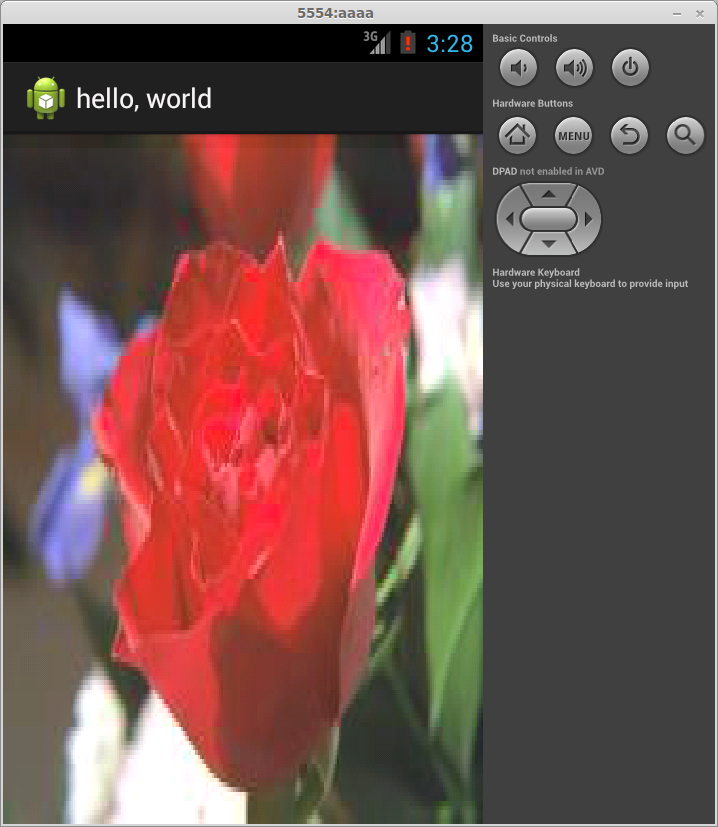 5554:aaaa
3G
3:28
hello, world
Basic Controls
Hardware Buttons
MENU
DPAD not enabled in AVD
Hardware Keyboard
Use your physical keyboard to provide input